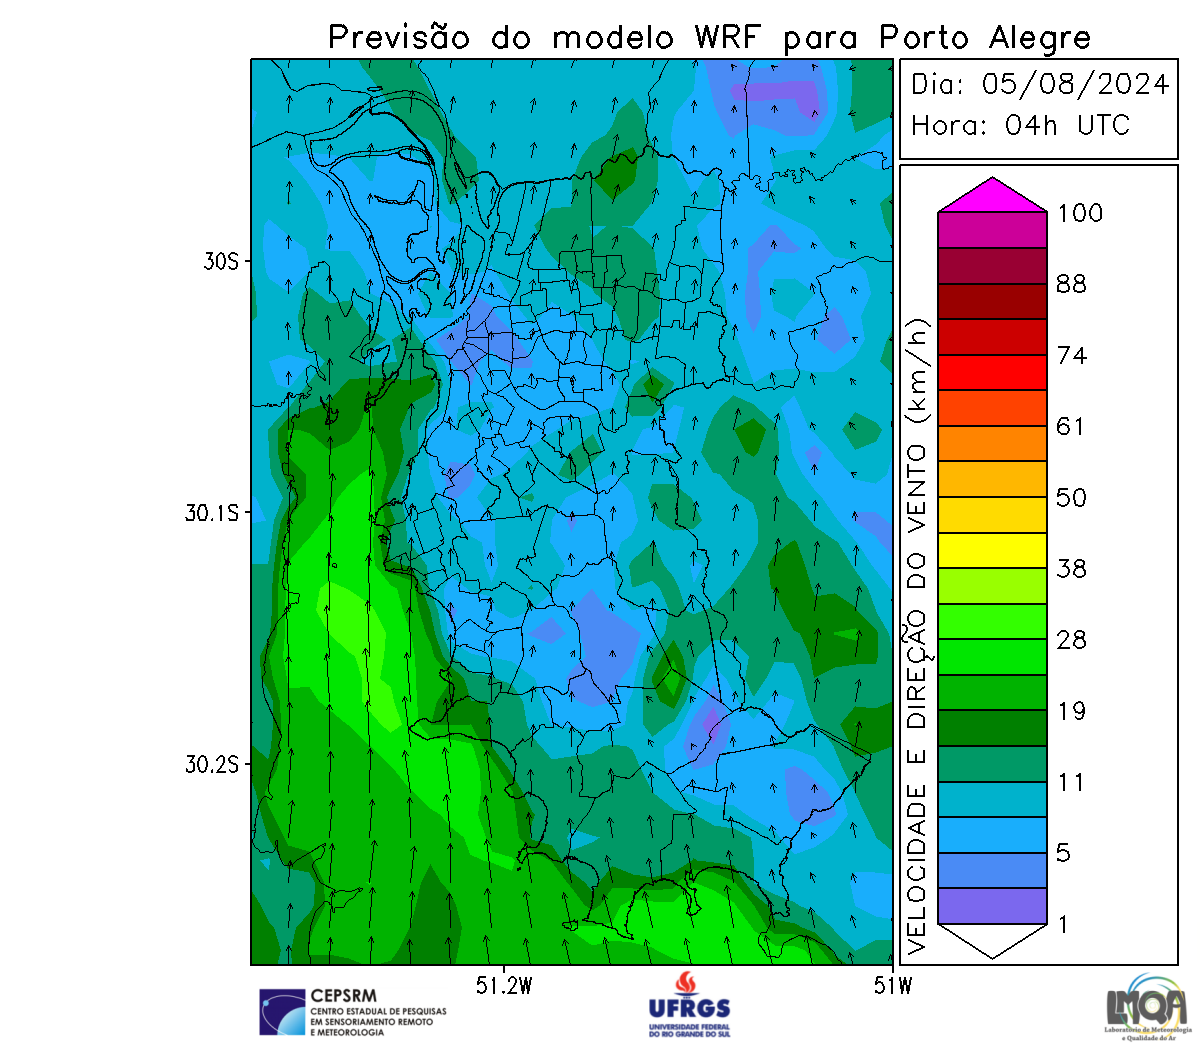 Previsão do modelo WRF para Porto Alegre
Dia: 05/08/2024
Hora: 04h UTC
30S
30.1S
30.2S
51.2W
51W
VELOCIDADE E DIREÇÃO DO VENTO (km/h)
100
88
74
61
50
38
28
19
11
5
1
CEPSRM
CENTRO ESTADUAL DE PESQUISAS
EM SENSORIAMENTO REMOTO
E METEOROLOGIA
UFRGS
UNIVERSIDADE FEDERAL
DO RIO GRANDE DO SUL
LMQA
Laboratório de Meteorologia
e Qualidade do Ar